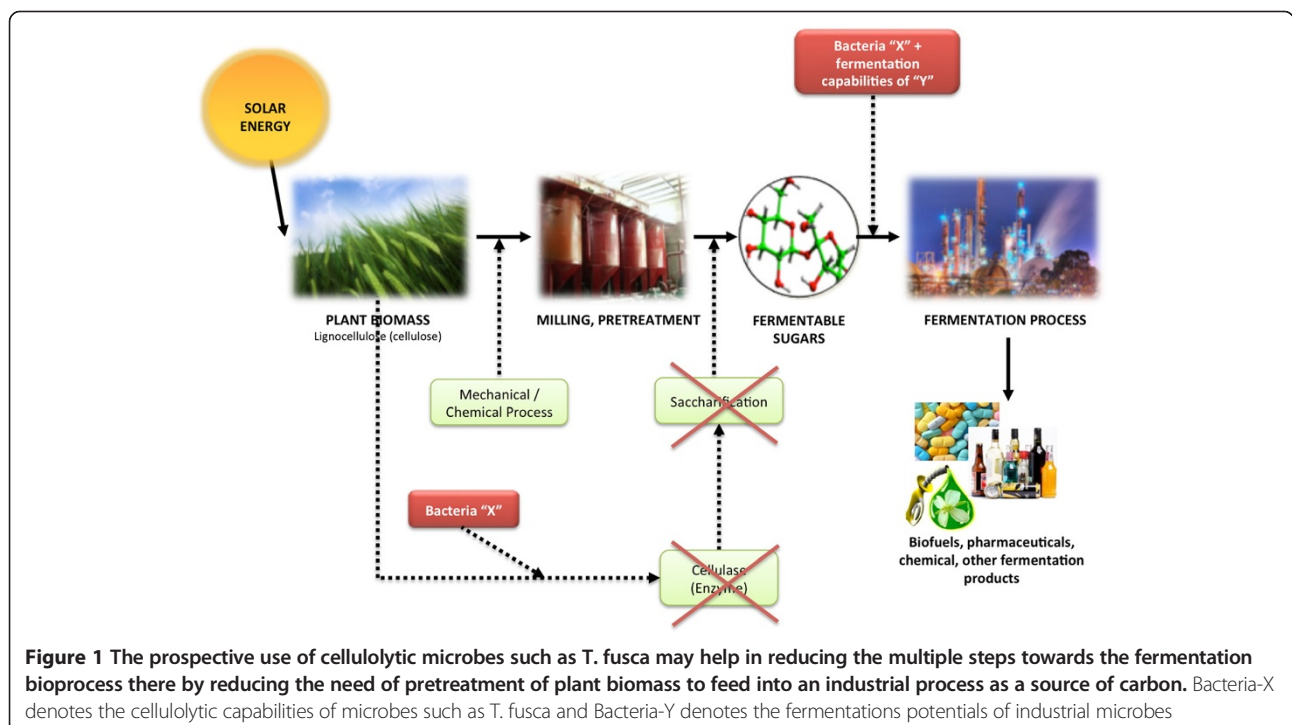 Bacteria "X" +
fermentation
capabilities of "Y"
SOLAR
ENERGY
PLANT BIOMASS
Lignocellulose (cellulose)
MILLING, PRETREATMENT
FERMENTABLE
SUGARS
FERMENTATION PROCESS
Mechanical /
Chemical Process
Saccharification
Bacteria "X"
Cellulase
(Enzyme)
Biofuels, pharmaceuticals,
chemical, other fermentation
products
Figure 1 The prospective use of cellulolytic microbes such as T. fusca may help in reducing the multiple steps towards the fermentation
bioprocess there by reducing the need of pretreatment of plant biomass to feed into an industrial process as a source of carbon. Bacteria-X
denotes the cellulolytic capabilities of microbes such as T. fusca and Bacteria-Y denotes the fermentations potentials of industrial microbes